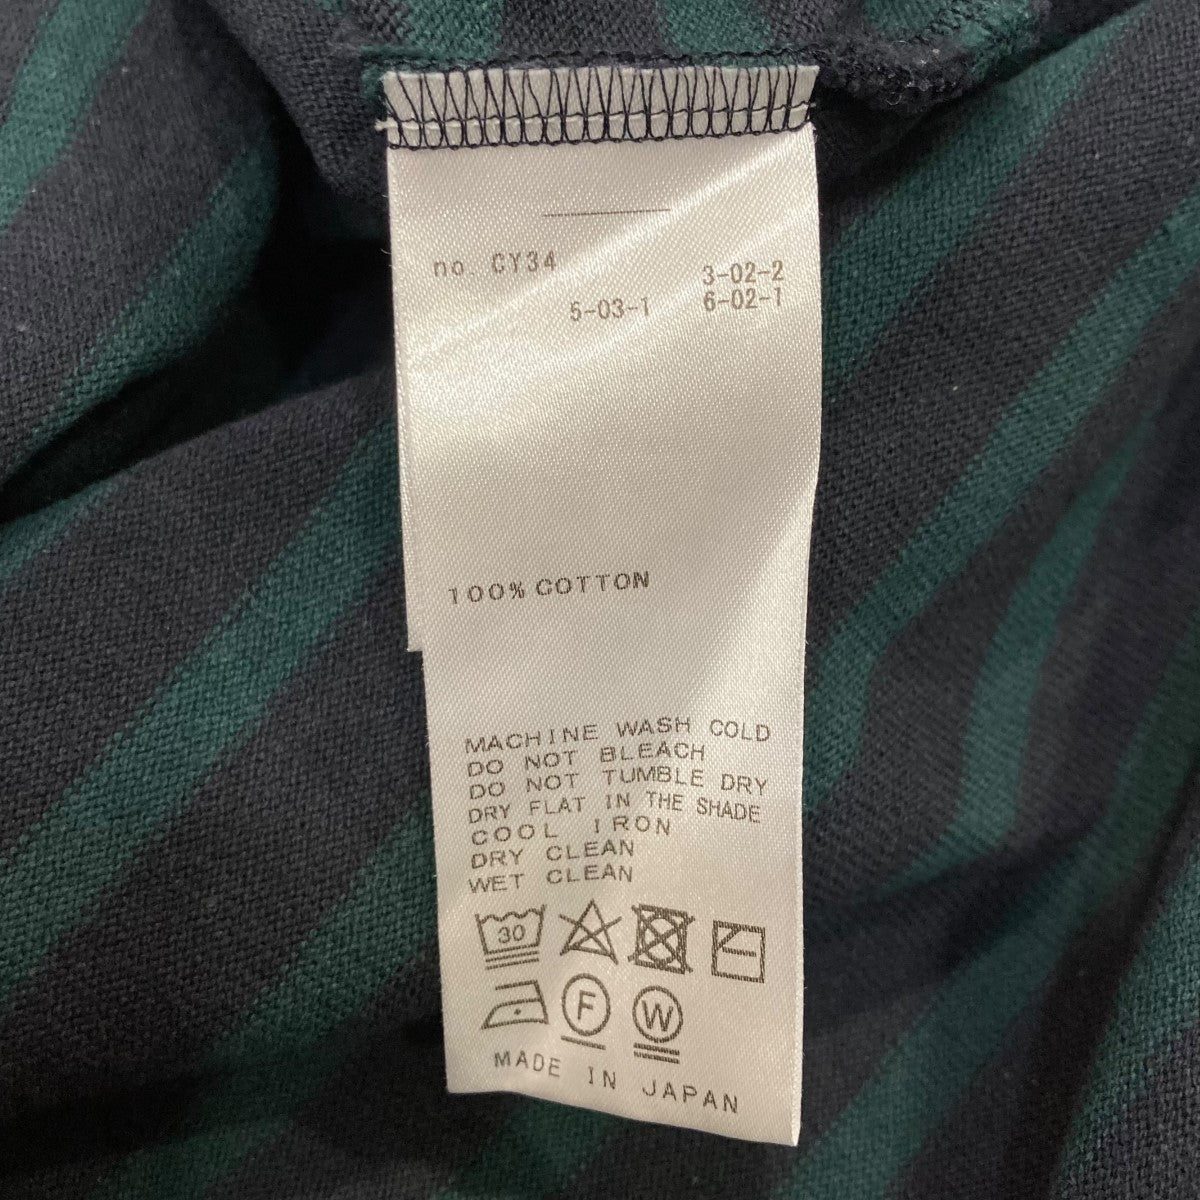 no. CY34
3-02-2
5-03-1 6-02-1
100% COTTON
MACHINE WASH COLD
DO NOT BLEACH
DO NOT TUMBLE DRY
DRY FLAT IN THE SHADE
COOL IRON
DRY CLEAN
WET CLEAN
30
F W
MADE IN JAPAN